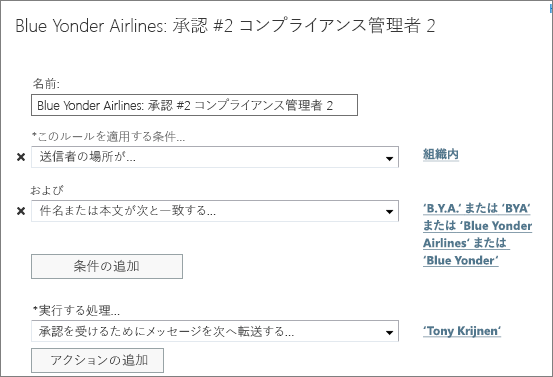 Blue Yonder Airlines: 承認 #2 コンプライアンス管理者 2
名前:
Blue Yonder Airlines: 承認 #2 コンプライアンス管理者 2
*このルールを適用する条件...
送信者の場所が...
組織内
および
件名または本文が次と一致する...
'B.Y.A.' または 'BYA'
または 'Blue Yonder
Airlines' または
'Blue Yonder'
条件の追加
*実行する処理...
承認を受けるためにメッセージを次へ転送する...
'Tony Krijnen'
アクションの追加